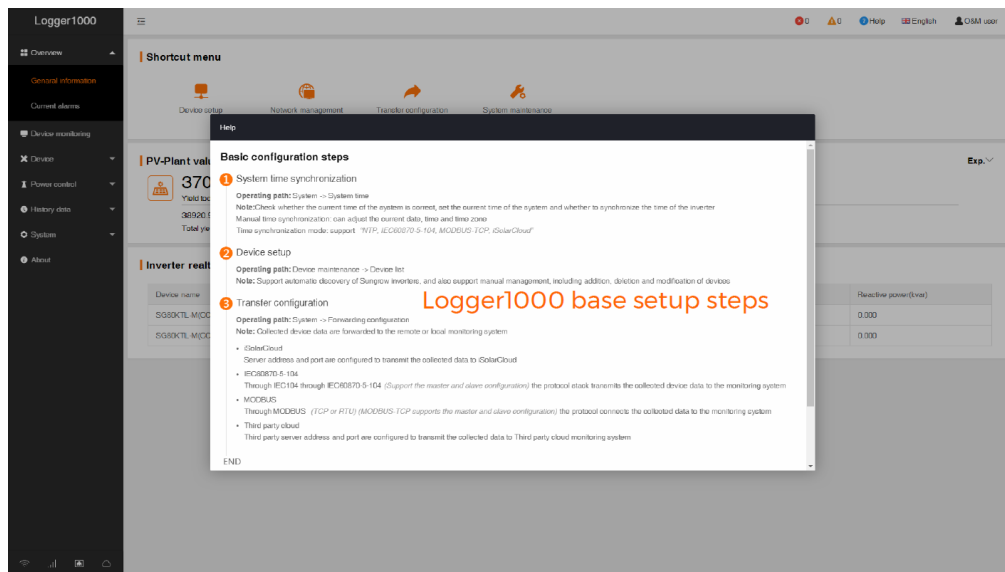 Logger1000
0
0
Help
English
O&M user
Overview
General information
Current alarms
Device monitoring
Device
Power control
History data
System
About
Shortcut menu
Device setup
Network management
Transfer configuration
System maintenance
PV-Plant valu
Exp.
370
Yield tod
38920.9
Total yie
Inverter realt
Device name
Reactive power(kvar)
SG80KTL-M(CO
0.000
SG80KTL-M(CO
0.000
Help
Basic configuration steps
1 System time synchronization
Operating path: System -> System time
Note:Check whether the current time of the system is correct, set the current time of the system and whether to synchronize the time of the inverter
Manual time synchronization: can adjust the current date, time and time zone
Time synchronization mode: support "NTP, IEC60870-5-104, MODBUS-TCP, iSolarCloud"
2 Device setup
Operating path: Device maintenance -> Device list
Note: Support automatic discovery of Sungrow inverters, and also support manual management, including addition, deletion and modification of devices
Logger1000 base setup steps
3 Transfer configuration
Operating path: System -> Forwarding configuration
Note: Collected device data are forwarded to the remote or local monitoring system
• iSolarCloud
Server address and port are configured to transmit the collected data to iSolarCloud
• IEC60870-5-104
Through IEC104 through IEC60870-5-104 (Support the master and slave configuration) the protocol stack transmits the collected device data to the monitoring system
• MODBUS
Through MODBUS (TCP or RTU) (MODBUS-TCP supports the master and slave configuration) the protocol connects the collected data to the monitoring system
• Third party cloud
Third party server address and port are configured to transmit the collected data to Third party cloud monitoring system
END